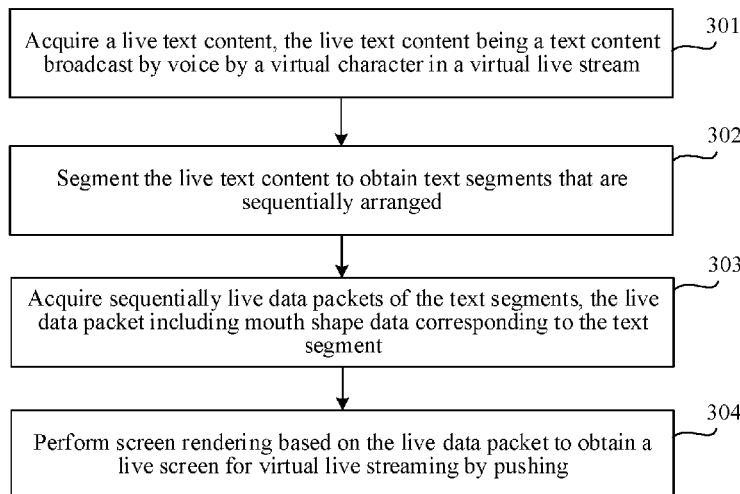 301
Acquire a live text content, the live text content being a text content
broadcast by voice by a virtual character in a virtual live stream
302
Segment the live text content to obtain text segments that are
sequentially arranged
303
Acquire sequentially live data packets of the text segments, the live
data packet including mouth shape data corresponding to the text
segment
304
Perform screen rendering based on the live data packet to obtain a
live screen for virtual live streaming by pushing